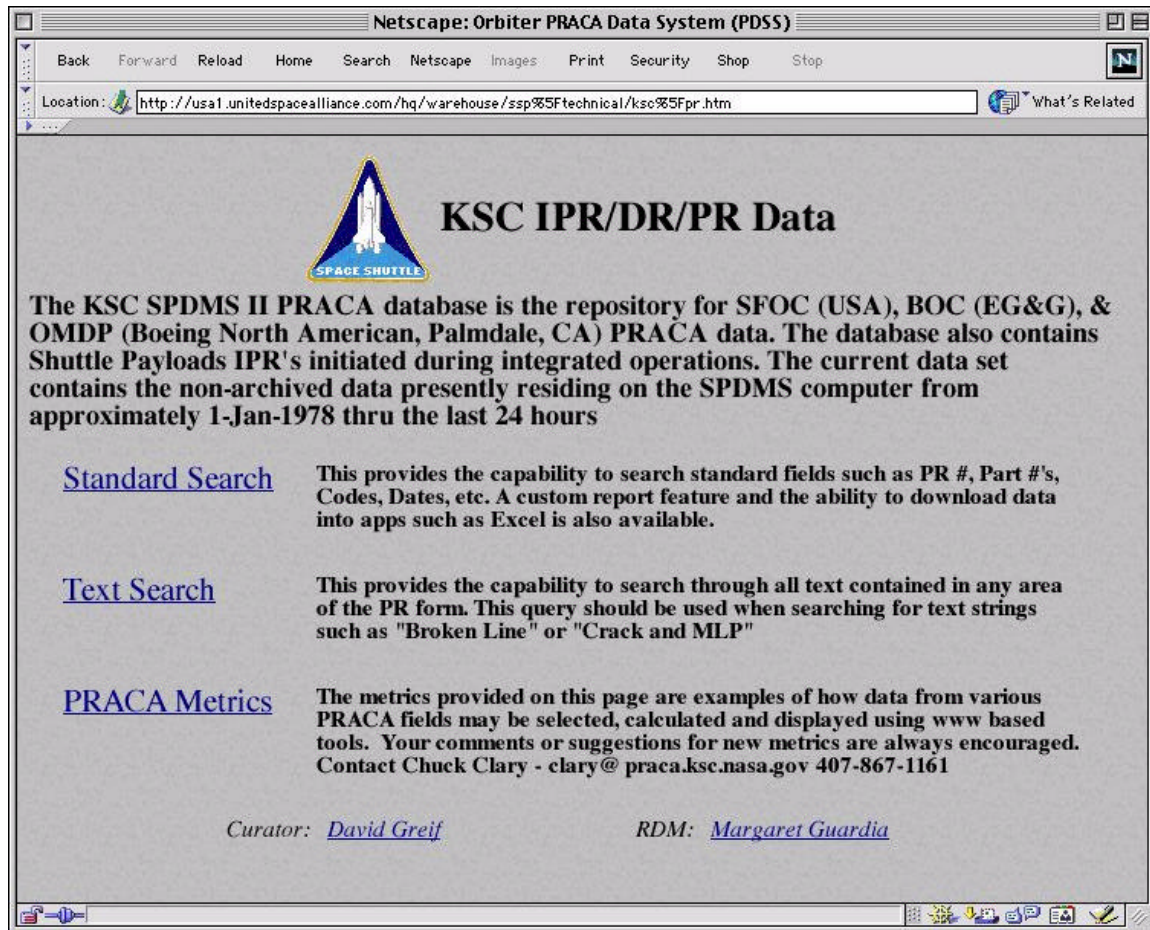 Netscape: Orbiter PRACA Data System (PDSS)
Back Forward Reload Home Search Netscape Images Print Security Shop Stop
N
Location: http://usa1.unitedspacealliance.com/hq/warehouse/ssp%5Ftechnical/ksc%5Fpr.htm What's Related
...
SPACE SHUTTLE
KSC IPR/DR/PR Data
The KSC SPDMS II PRACA database is the repository for SFOC (USA), BOC (EG&G), &
OMDP (Boeing North American, Palmdale, CA) PRACA data. The database also contains
Shuttle Payloads IPR's initiated during integrated operations. The current data set
contains the non-archived data presently residing on the SPDMS computer from
approximately 1-Jan-1978 thru the last 24 hours
Standard Search
This provides the capability to search standard fields such as PR #, Part #'s,
Codes, Dates, etc. A custom report feature and the ability to download data
into apps such as Excel is also available.
Text Search
This provides the capability to search through all text contained in any area
of the PR form. This query should be used when searching for text strings
such as "Broken Line" or "Crack and MLP"
PRACA Metrics
The metrics provided on this page are examples of how data from various
PRACA fields may be selected, calculated and displayed using www based
tools. Your comments or suggestions for new metrics are always encouraged.
Contact Chuck Clary - clary@ praca.ksc.nasa.gov 407-867-1161
Curator: David Greif RDM: Margaret Guardia